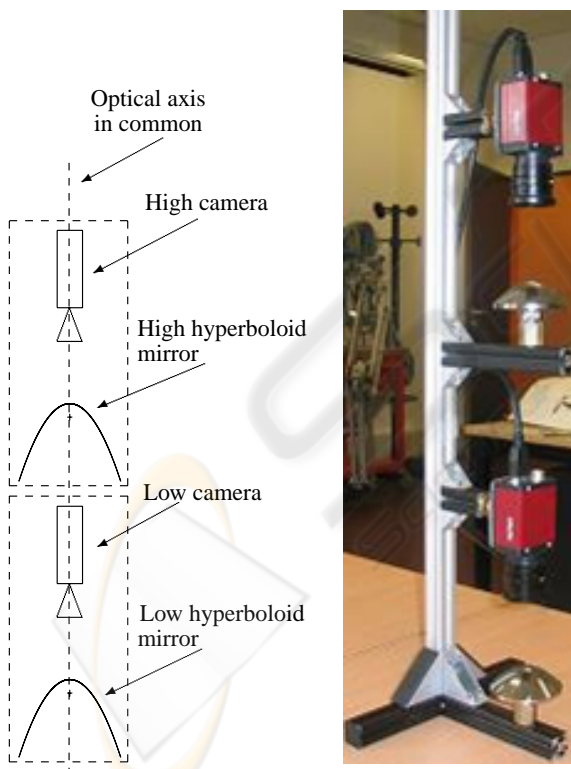 Optical axis
in common
High camera
High hyperboloid
mirror
Low camera
Low hyperboloid
mirror